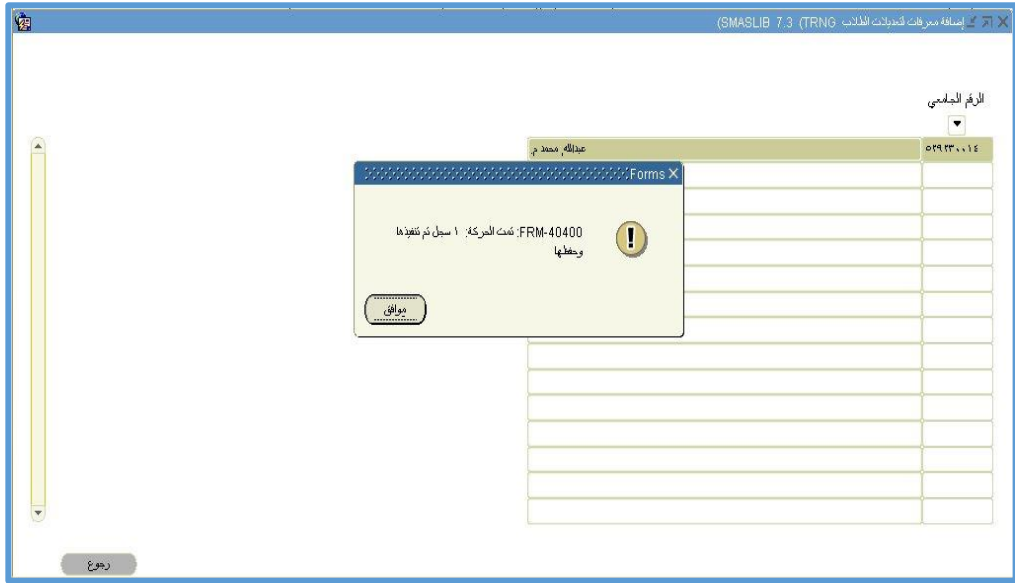 إضافة معرفات لتعديلات الطلاب SMASLIB 7.3 (TRNG)
الرقم الجامعي
٥٢٩٢٣٠٠١٤ عبدالله, محمد م.
Forms
FRM-40400: تمت الحركة: ١ سجل تم تنفيذها
وحفظها
موافق
رجوع